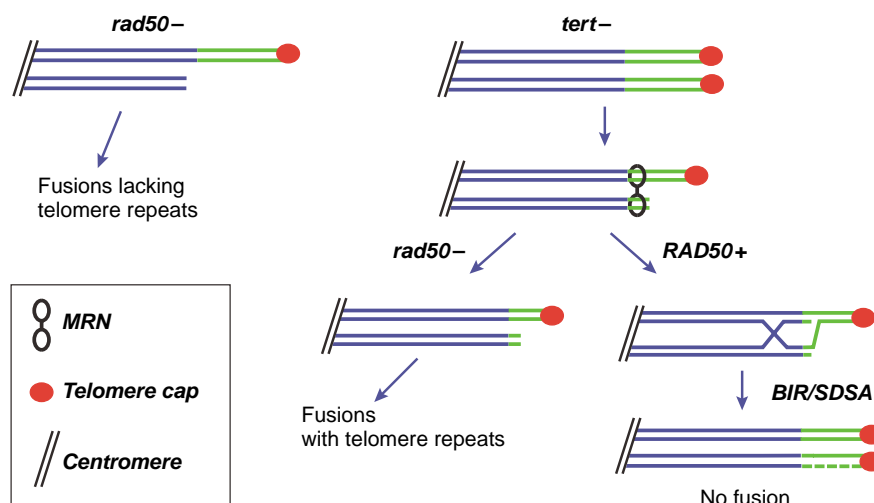 rad50–
tert–
Fusions lacking
telomere repeats
rad50–
RAD50+
MRN
Telomere cap
Centromere
Fusions
with telomere repeats
BIR/SDSA
No fusion